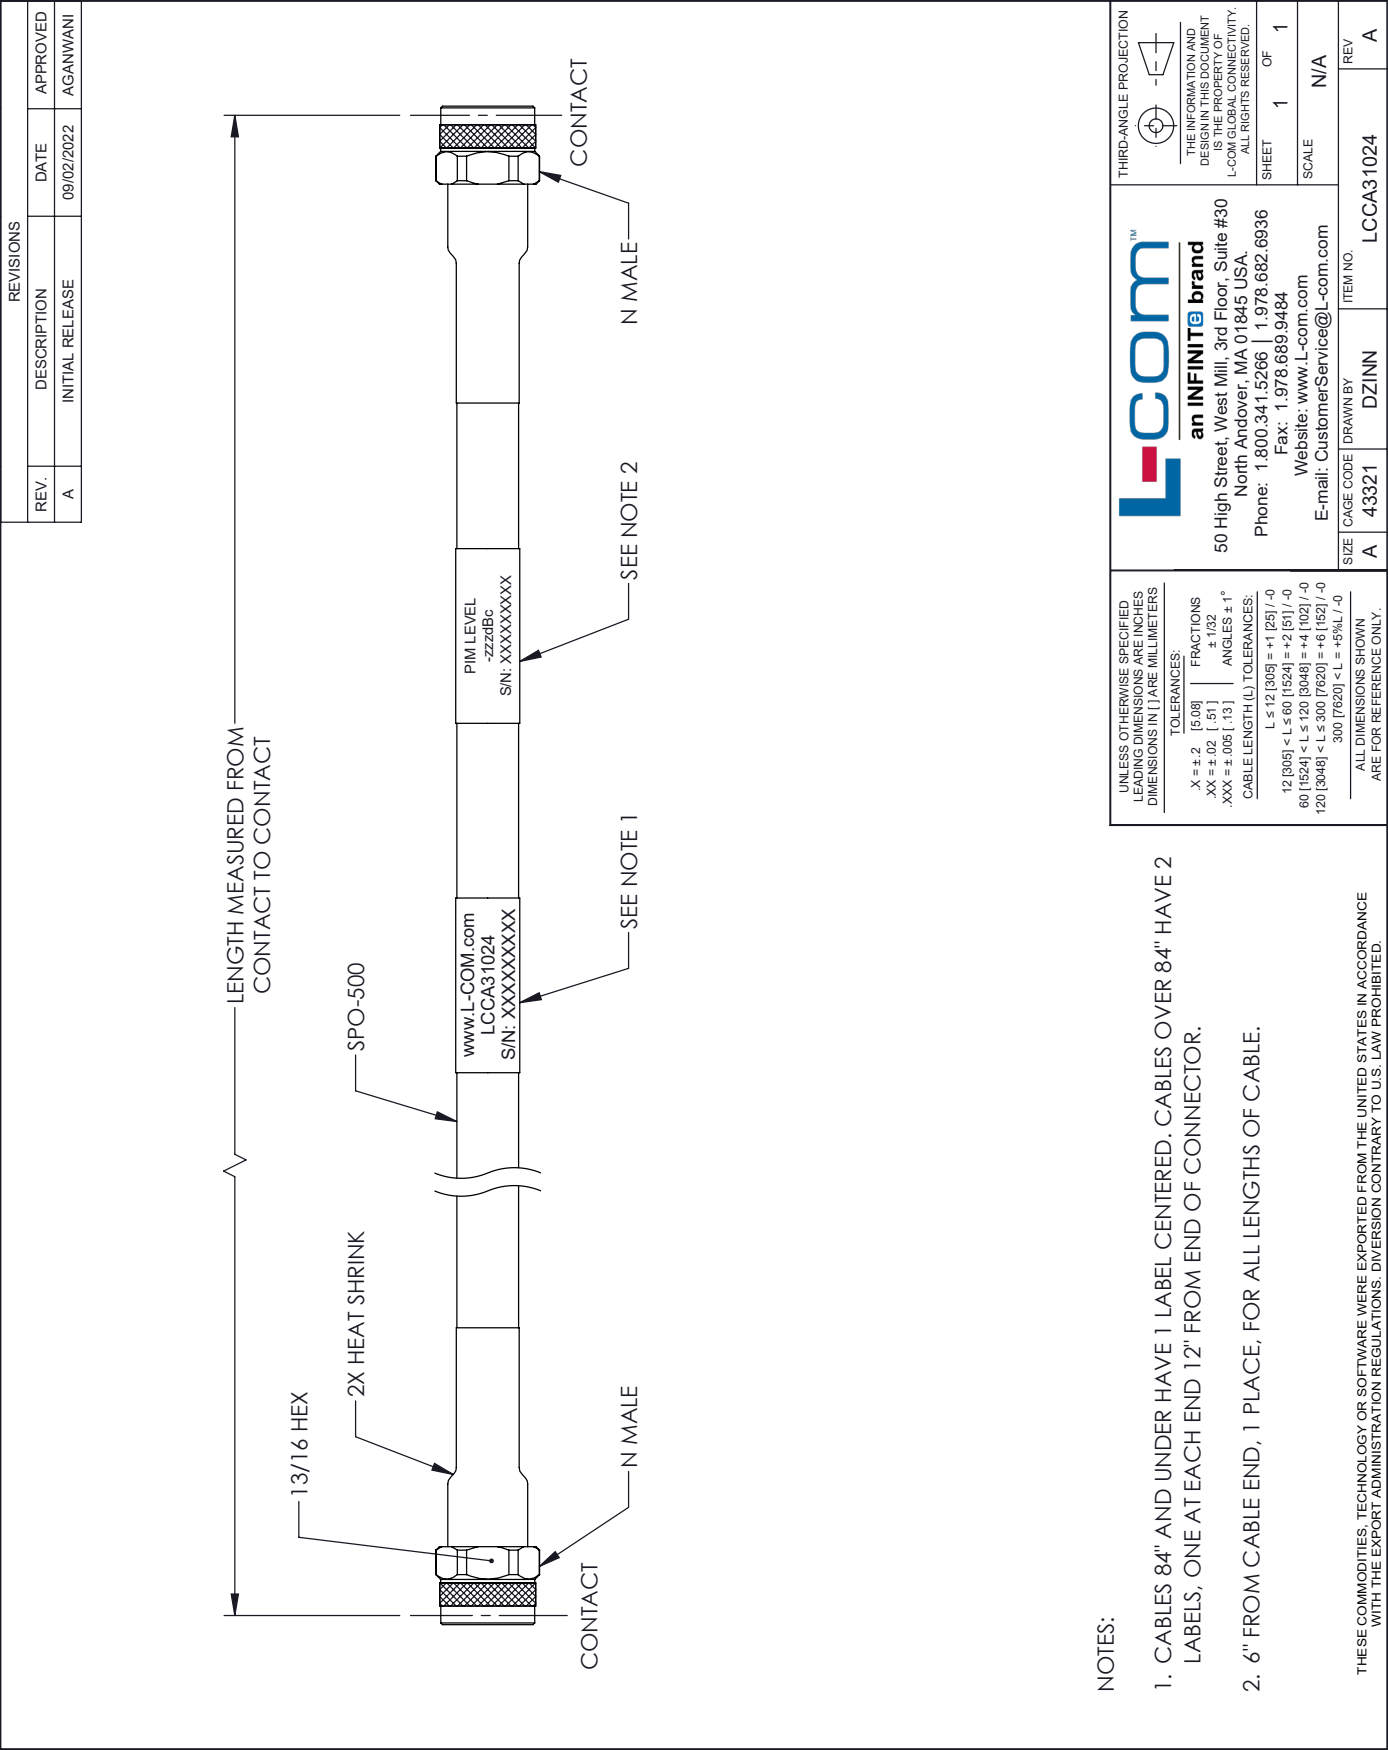 REVISIONS
REV. DESCRIPTION DATE APPROVED
A INITIAL RELEASE 09/02/2022 AGANWANI
LENGTH MEASURED FROM
CONTACT TO CONTACT
13/16 HEX
2X HEAT SHRINK
SPO-500
www.L-COM.com
LCCA31024
S/N: XXXXXXXXX
PIM LEVEL
-zzzdBc
S/N: XXXXXXXXX
CONTACT
N MALE
SEE NOTE 1
SEE NOTE 2
N MALE
CONTACT
NOTES:
1. CABLES 84" AND UNDER HAVE 1 LABEL CENTERED. CABLES OVER 84" HAVE 2
LABELS, ONE AT EACH END 12" FROM END OF CONNECTOR.
2. 6" FROM CABLE END, 1 PLACE, FOR ALL LENGTHS OF CABLE.
THESE COMMODITIES, TECHNOLOGY OR SOFTWARE WERE EXPORTED FROM THE UNITED STATES IN ACCORDANCE
WITH THE EXPORT ADMINISTRATION REGULATIONS. DIVERSION CONTRARY TO U.S. LAW PROHIBITED.
UNLESS OTHERWISE SPECIFIED
LEADING DIMENSIONS ARE INCHES
DIMENSIONS IN [ ] ARE MILLIMETERS
TOLERANCES:
.X = ± .2 [5.08] FRACTIONS
.XX = ± .02 [ .51 ] ± 1/32
.XXX = ± .005 [ .13 ] ANGLES ± 1°
CABLE LENGTH (L) TOLERANCES:
L ≤ 12 [305] = +1 [25] / -0
12 [305] < L ≤ 60 [1524] = +2 [51] / -0
60 [1524] < L ≤ 120 [3048] = +4 [102] / -0
120 [3048] < L ≤ 300 [7620] = +6 [152] / -0
300 [7620] < L = +5%L / -0
ALL DIMENSIONS SHOWN
ARE FOR REFERENCE ONLY.
L-com™
an INFINITe brand
50 High Street, West Mill, 3rd Floor, Suite #30
North Andover, MA 01845 USA.
Phone: 1.800.341.5266 | 1.978.682.6936
Fax: 1.978.689.9484
Website: www.L-com.com
E-mail: CustomerService@L-com.com
THIRD-ANGLE PROJECTION
THE INFORMATION AND
DESIGN IN THIS DOCUMENT
IS THE PROPERTY OF
L-COM GLOBAL CONNECTIVITY.
ALL RIGHTS RESERVED.
SHEET 1 OF 1
SCALE N/A
SIZE A
CAGE CODE 43321
DRAWN BY DZINN
ITEM NO. LCCA31024
REV A